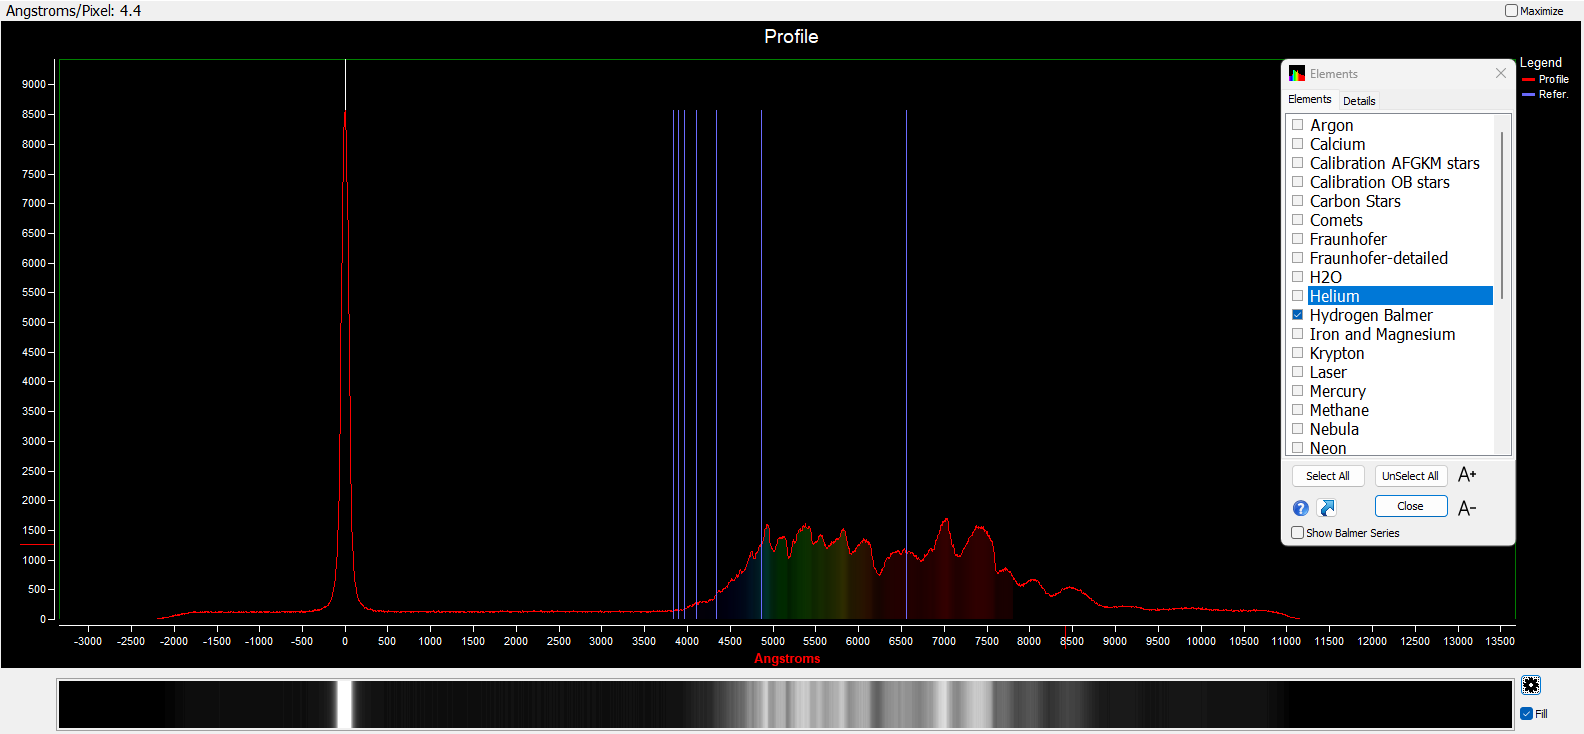 Angstroms/Pixel: 4.4
Maximize
Profile
Legend
Profile
Refer.
9000
8500
8000
7500
7000
6500
6000
5500
5000
4500
4000
3500
3000
2500
2000
1500
1000
500
0
-3000 -2500 -2000 -1500 -1000 -500 0 500 1000 1500 2000 2500 3000 3500 4000 4500 5000 5500 6000 6500 7000 7500 8000 8500 9000 9500 10000 10500 11000 11500 12000 12500 13000 13500
Angstroms
Elements
Elements Details
Argon
Calcium
Calibration AFGKM stars
Calibration OB stars
Carbon Stars
Comets
Fraunhofer
Fraunhofer-detailed
H2O
Helium
Hydrogen Balmer
Iron and Magnesium
Krypton
Laser
Mercury
Methane
Nebula
Neon
Select All UnSelect All A+
? Close A-
Show Balmer Series
Fill